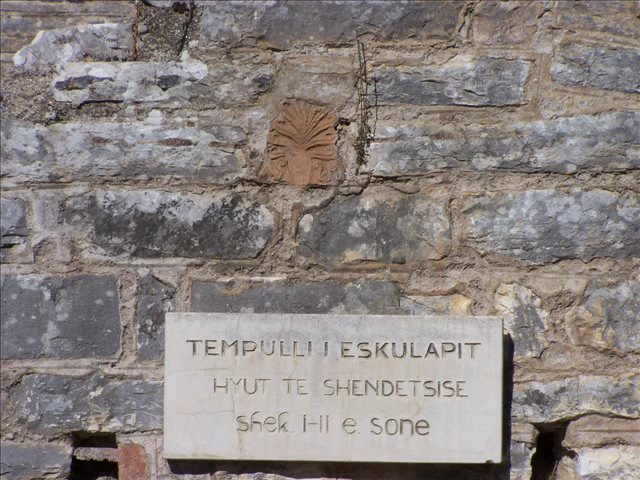 TEMPULLI I ESKULAPIT
HYUT TE SHENDETSISE
shek. I-II e. sone